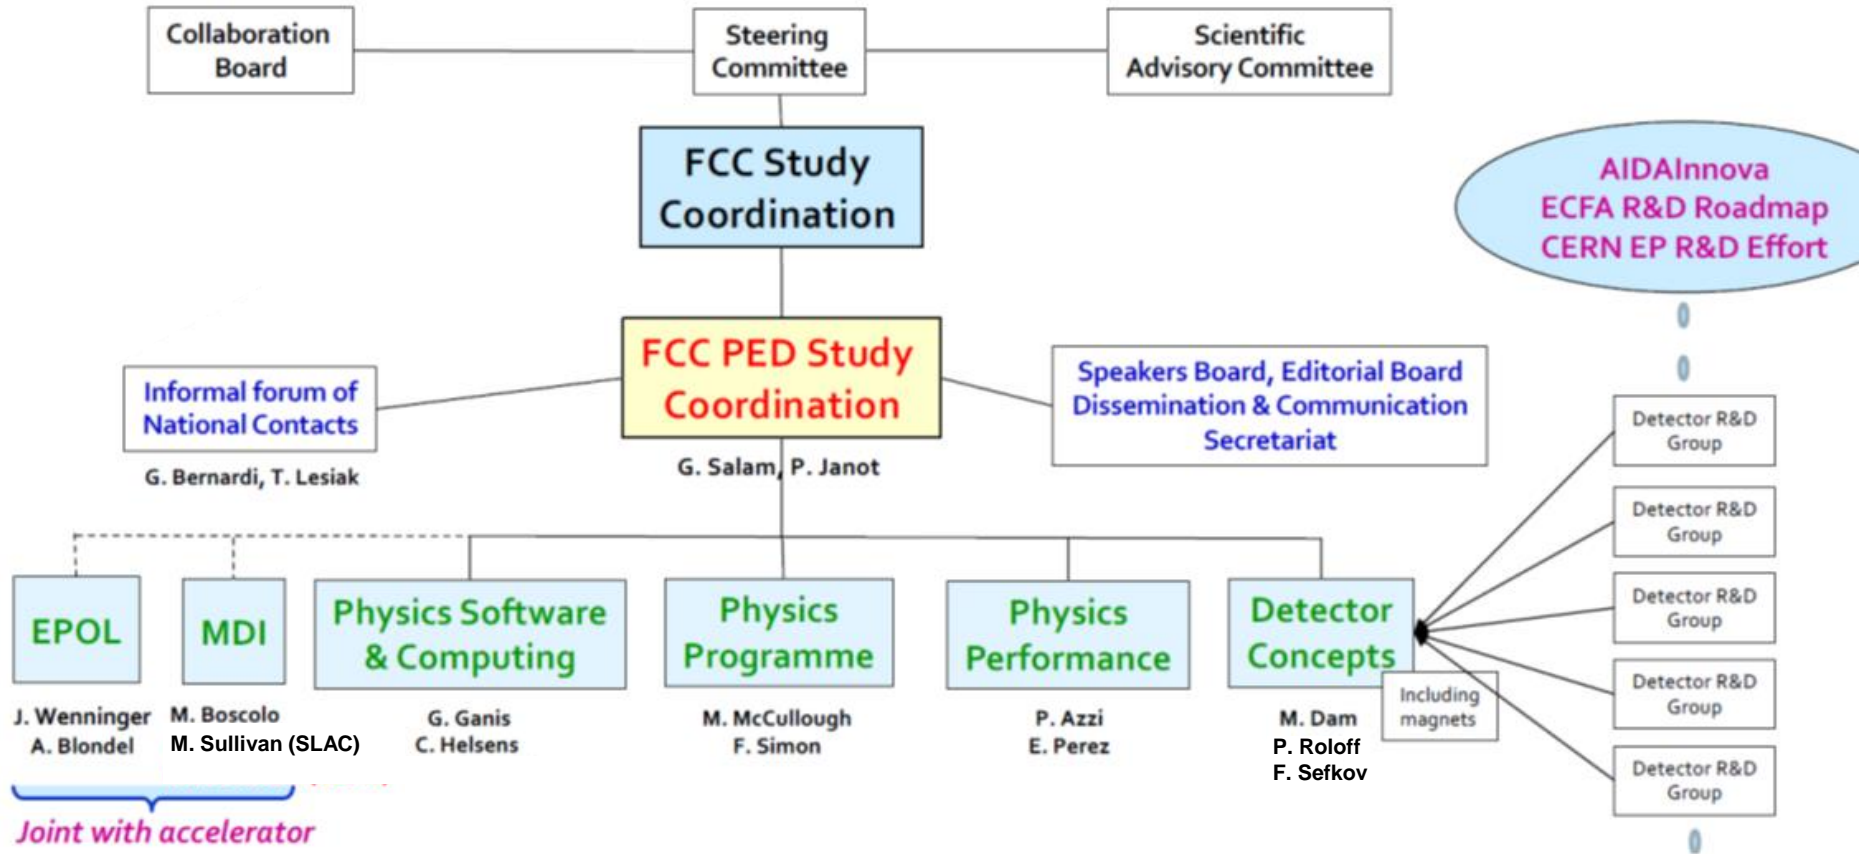 Collaboration
Board
Steering
Committee
Scientific
Advisory Committee
FCC Study
Coordination
AIDAInnova
ECFA R&D Roadmap
CERN EP R&D Effort
FCC PED Study
Coordination
G. Salam, P. Janot
Informal forum of
National Contacts
G. Bernardi, T. Lesiak
Speakers Board, Editorial Board
Dissemination & Communication
Secretariat
Detector R&D
Group
Detector R&D
Group
Detector R&D
Group
Detector R&D
Group
Detector R&D
Group
EPOL
J. Wenninger
A. Blondel
MDI
M. Boscolo
M. Sullivan (SLAC)
Physics Software
& Computing
G. Ganis
C. Helsens
Physics
Programme
M. McCullough
F. Simon
Physics
Performance
P. Azzi
E. Perez
Detector
Concepts
Including
magnets
M. Dam
P. Roloff
F. Sefkov
Joint with accelerator